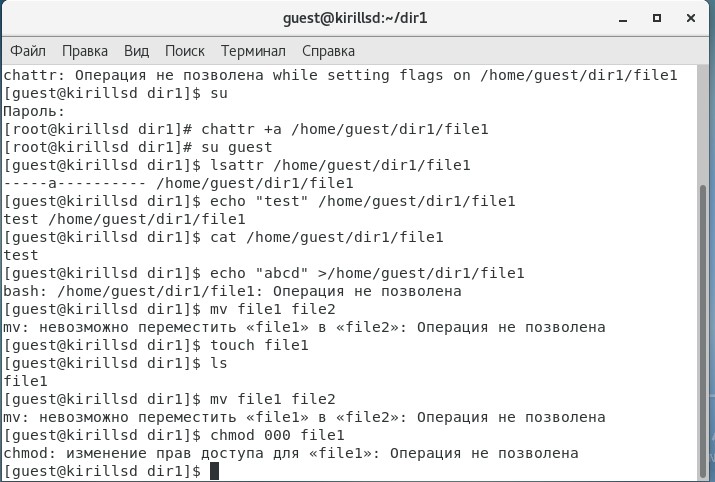 guest@kirillsd:~/dir1
Файл Правка Вид Поиск Терминал Справка
chattr: Операция не позволена while setting flags on /home/guest/dir1/file1
[guest@kirillsd dir1]$ su
Пароль:
[root@kirillsd dir1]# chattr +a /home/guest/dir1/file1
[root@kirillsd dir1]# su guest
[guest@kirillsd dir1]$ lsattr /home/guest/dir1/file1
-----a---------- /home/guest/dir1/file1
[guest@kirillsd dir1]$ echo "test" /home/guest/dir1/file1
test /home/guest/dir1/file1
[guest@kirillsd dir1]$ cat /home/guest/dir1/file1
test
[guest@kirillsd dir1]$ echo "abcd" >/home/guest/dir1/file1
bash: /home/guest/dir1/file1: Операция не позволена
[guest@kirillsd dir1]$ mv file1 file2
mv: невозможно переместить «file1» в «file2»: Операция не позволена
[guest@kirillsd dir1]$ touch file1
[guest@kirillsd dir1]$ ls
file1
[guest@kirillsd dir1]$ mv file1 file2
mv: невозможно переместить «file1» в «file2»: Операция не позволена
[guest@kirillsd dir1]$ chmod 000 file1
chmod: изменение прав доступа для «file1»: Операция не позволена
[guest@kirillsd dir1]$